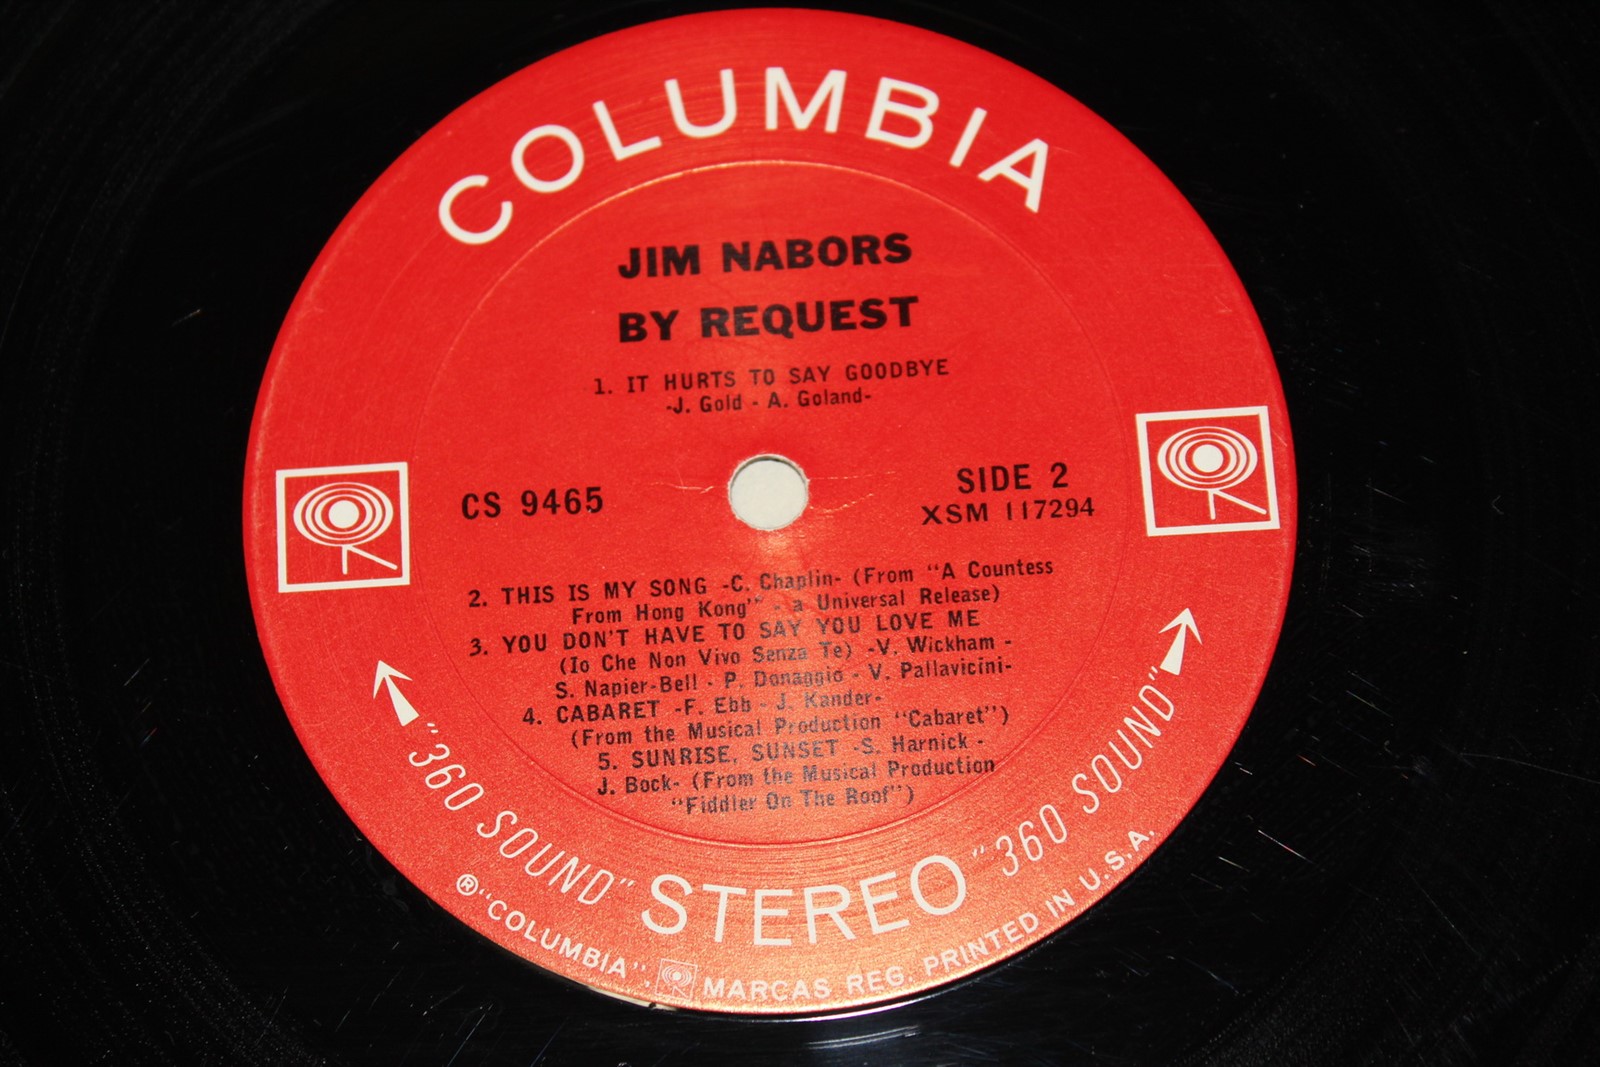 COLUMBIA
JIM NABORS
BY REQUEST
1. IT HURTS TO SAY GOODBYE
-J. Gold - A. Goland-
CS 9465
SIDE 2
XSM 117294
2. THIS IS MY SONG -C. Chaplin- (From "A Countess
From Hong Kong" - a Universal Release)
3. YOU DON'T HAVE TO SAY YOU LOVE ME
(Io Che Non Vivo Senza Te) -V. Wickham -
S. Napier-Bell - P. Donaggio - V. Pallavicini-
4. CABARET -F. Ebb - J. Kander-
(From the Musical Production "Cabaret")
5. SUNRISE, SUNSET -S. Harnick -
J. Bock- (From the Musical Production
"Fiddler On The Roof")
"360 SOUND" STEREO "360 SOUND"
® "COLUMBIA", MARCAS REG. PRINTED IN U.S.A.